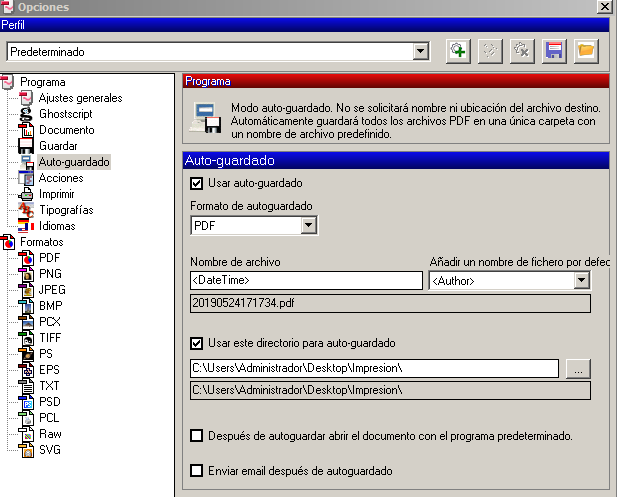 Opciones
Perfil
Predeterminado
Programa
Ajustes generales
Ghostscript
Documento
Guardar
Auto-guardado
Acciones
Imprimir
Tipografías
Idiomas
Formatos
PDF
PNG
JPEG
BMP
PCX
TIFF
PS
EPS
TXT
PSD
PCL
Raw
SVG
Programa
Modo auto-guardado. No se solicitará nombre ni ubicación del archivo destino.
Automáticamente guardará todos los archivos PDF en una única carpeta con
un nombre de archivo predefinido.
Auto-guardado
Usar auto-guardado
Formato de autoguardado
PDF
Nombre de archivo
Añadir un nombre de fichero por defec
<DateTime>
<Author>
20190524171734.pdf
Usar este directorio para auto-guardado
C:\Users\Administrador\Desktop\Impresion\
...
C:\Users\Administrador\Desktop\Impresion\
Después de autoguardar abrir el documento con el programa predeterminado.
Enviar email después de autoguardado